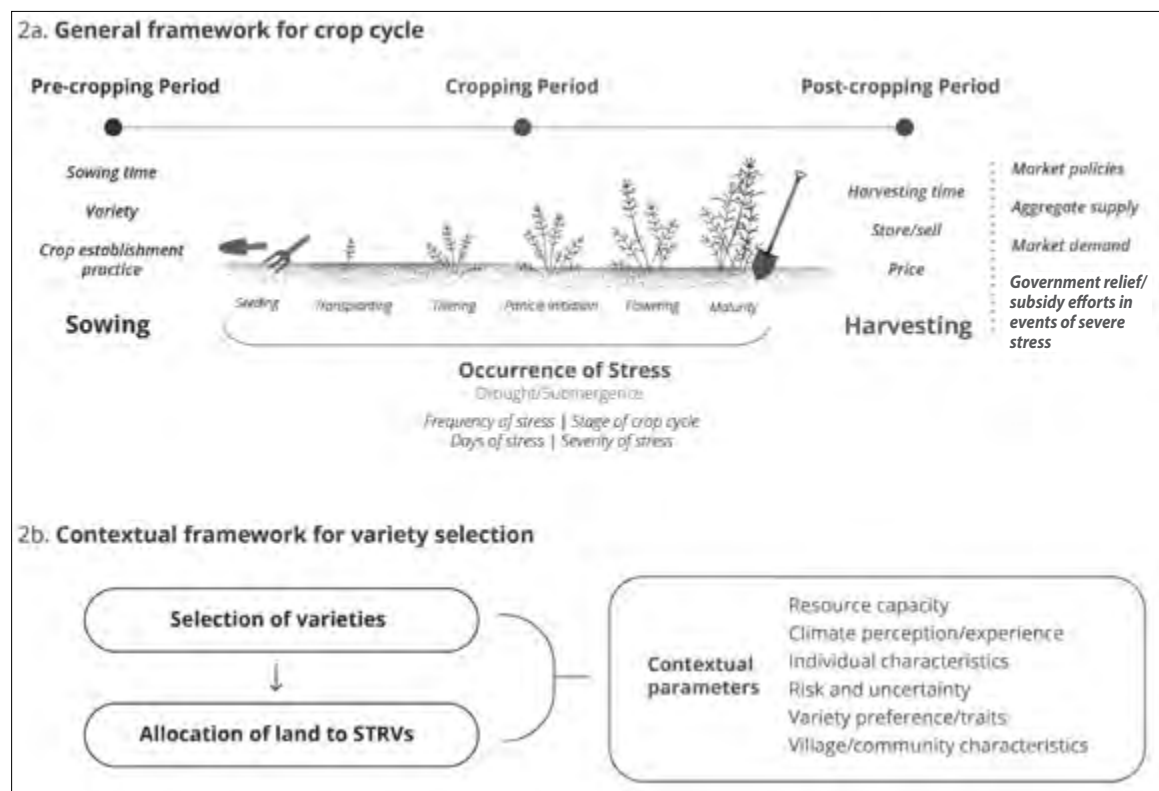 2a. General framework for crop cycle
Pre-cropping Period
Cropping Period
Post-cropping Period
Sowing time
Variety
Crop establishment
practice
Sowing
Seeding
Transplanting
Tillering
Panicle initiation
Flowering
Maturity
Harvesting time
Store/sell
Price
Harvesting
Market policies
Aggregate supply
Market demand
Government relief/
subsidy efforts in
events of severe
stress
Occurrence of Stress
Drought/Submergence
Frequency of stress | Stage of crop cycle
Days of stress | Severity of stress
2b. Contextual framework for variety selection
Selection of varieties
Allocation of land to STRVs
Contextual
parameters
Resource capacity
Climate perception/experience
Individual characteristics
Risk and uncertainty
Variety preference/traits
Village/community characteristics